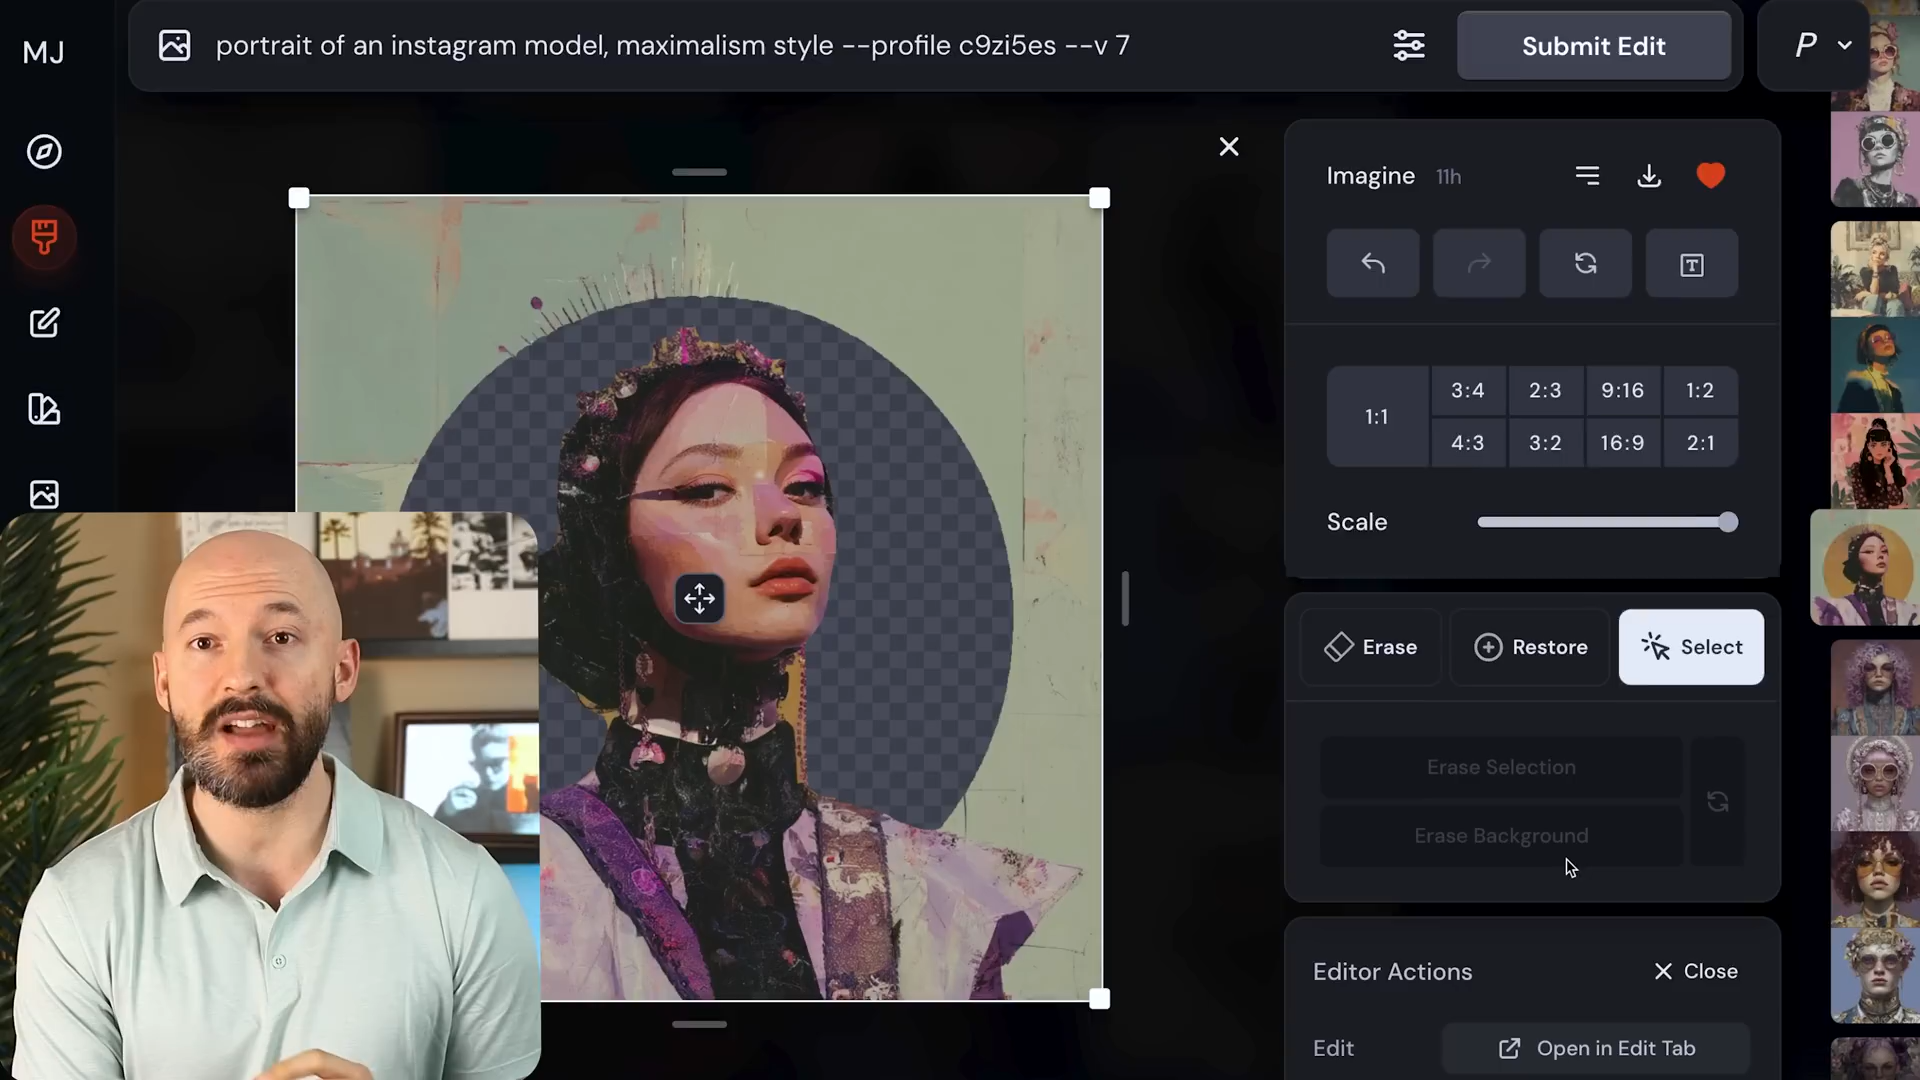 MJ
portrait of an instagram model, maximalism style --profile c9zi5es --v 7
Submit Edit
P
Imagine 11h
1:1
3:4 2:3 9:16 1:2
4:3 3:2 16:9 2:1
Scale
Erase Restore Select
Erase Selection
Erase Background
Editor Actions Close
Edit Open in Edit Tab